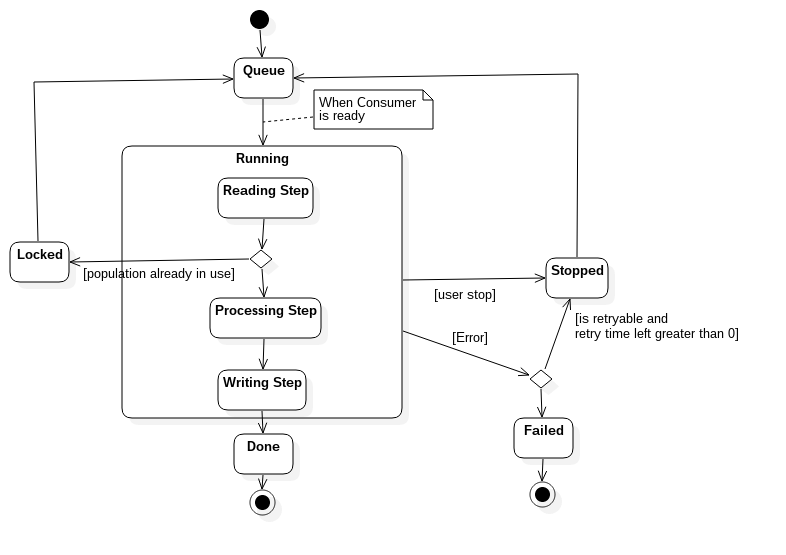 Queue
When Consumer
is ready
Running
Reading Step
Locked
[population already in use]
Stopped
[user stop]
Processing Step
[is retryable and
retry time left greater than 0]
[Error]
Writing Step
Failed
Done